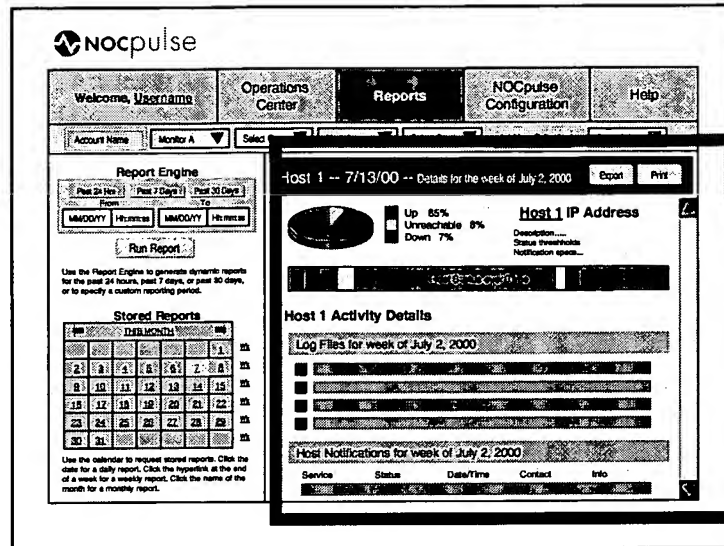 NOCpulse
Welcome, Username
Operations Center
Reports
NOCpulse Configuration
Help
Account Name
Monitor A
Report Engine
Past 24 Hrs
Past 7 Days
Past 30 Days
From
To
MM/DD/YY
Hh:mm:ss
MM/DD/YY
Hh:mm:ss
Run Report
Use the Report Engine to generate dynamic reports
for the past 24 hours, past 7 days, or past 30 days,
or to specify a custom reporting period.
Stored Reports
THIS MONTH
1 Wk
2 3 4 5 6 7 8 Wk
9 10 11 12 13 14 15 Wk
16 17 18 19 20 21 22 Wk
23 24 25 26 27 28 29 Wk
30 31 Wk
Use the calendar to request stored reports. Click the
date for a daily report. Click the hyperlink at the end
of a week for a weekly report. Click the name of the
month for a monthly report.
Host 1 -- 7/13/00 -- Details for the week of July 2, 2000
Export
Print
Up 85%
Unreachable 8%
Down 7%
Host 1 IP Address
Description.....
Status threshholds
Notification specs...
Host 1 Activity Details
Log Files for week of July 2, 2000
Host Notifications for week of July 2, 2000
Service Status Date/Time Contact Info